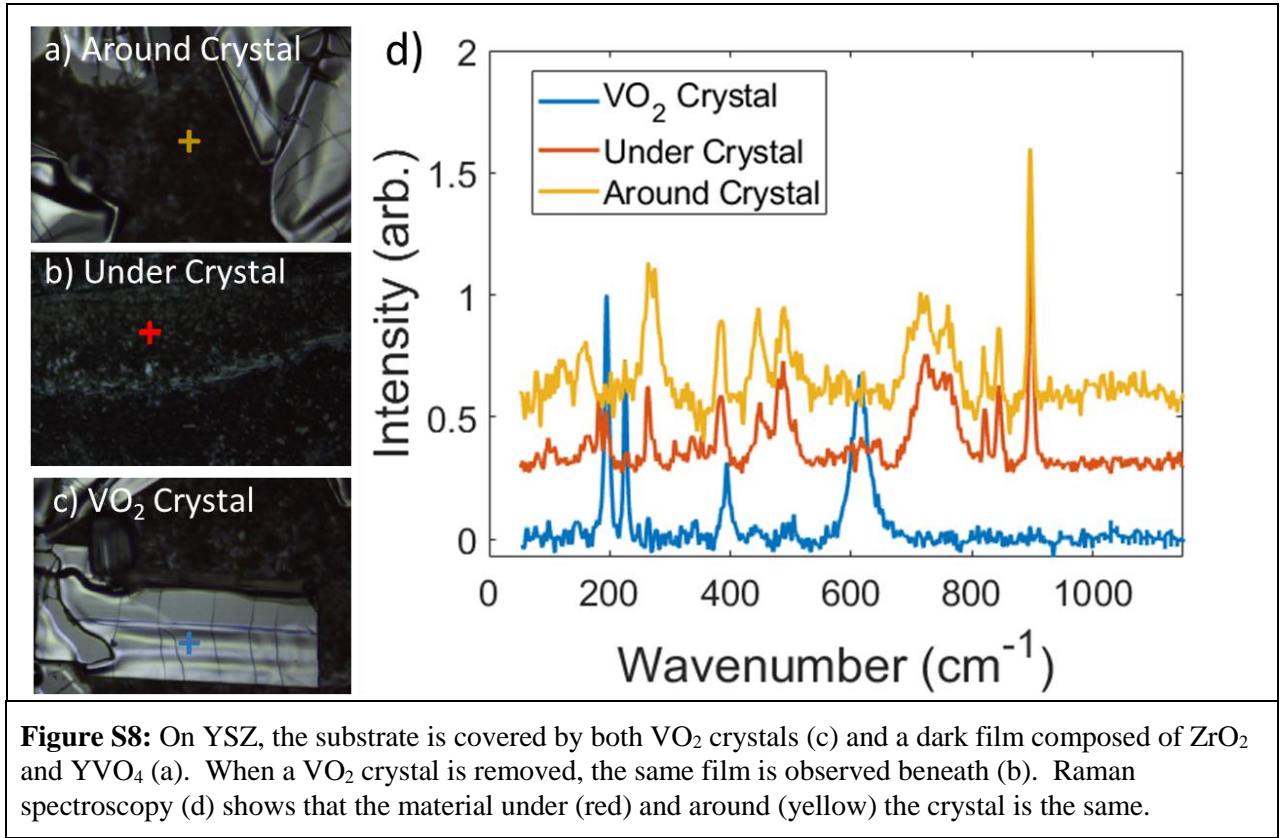 a) Around Crystal
b) Under Crystal
c) VO₂ Crystal
d)
2
1.5
1
0.5
0
Intensity (arb.)
VO₂ Crystal
Under Crystal
Around Crystal
0 200 400 600 800 1000
Wavenumber (cm⁻¹)
Figure S8: On YSZ, the substrate is covered by both VO₂ crystals (c) and a dark film composed of ZrO₂
and YVO₄ (a). When a VO₂ crystal is removed, the same film is observed beneath (b). Raman
spectroscopy (d) shows that the material under (red) and around (yellow) the crystal is the same.